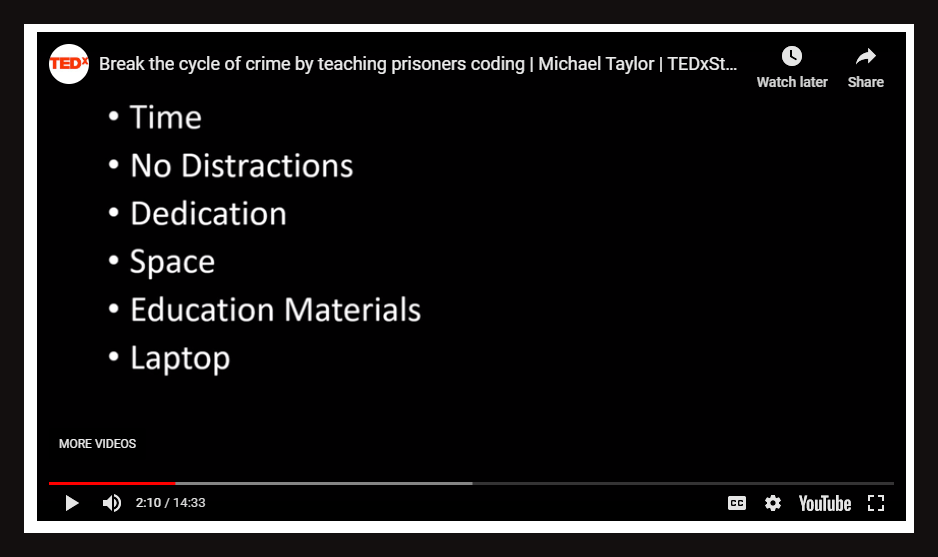 TEDx Break the cycle of crime by teaching prisoners coding | Michael Taylor | TEDxSt...
Watch later Share
• Time
• No Distractions
• Dedication
• Space
• Education Materials
• Laptop
MORE VIDEOS
2:10 / 14:33 CC YouTube